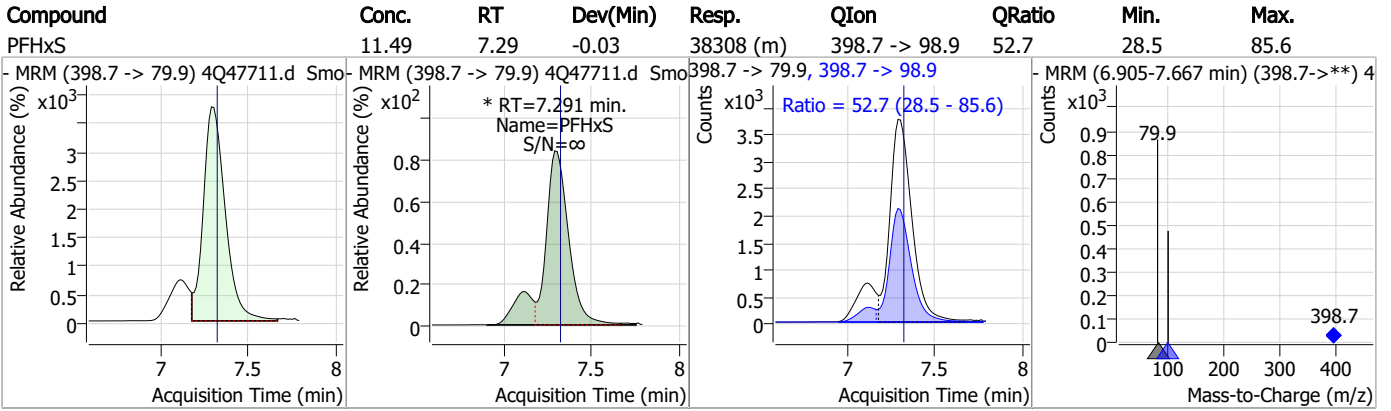 Compound Conc. RT Dev(Min) Resp. QIon QRatio Min. Max.
PFHxS 11.49 7.29 -0.03 38308 (m) 398.7 -> 98.9 52.7 28.5 85.6
- MRM (398.7 -> 79.9) 4Q47711.d Smo
x10³
Relative Abundance (%)
3
2.5
2
1.5
1
0.5
0
7 7.5 8
Acquisition Time (min)
- MRM (398.7 -> 79.9) 4Q47711.d Smo
x10²
* RT=7.291 min.
Name=PFHxS
S/N=∞
Relative Abundance (%)
0.8
0.6
0.4
0.2
0
7 7.5 8
Acquisition Time (min)
398.7 -> 79.9, 398.7 -> 98.9
x10³
Ratio = 52.7 (28.5 - 85.6)
Counts
3.5
3
2.5
2
1.5
1
0.5
0
7 7.5 8
Acquisition Time (min)
- MRM (6.905-7.667 min) (398.7->**) 4
x10³
Counts
79.9
0.9
0.8
0.7
0.6
0.5
0.4
0.3
0.2
0.1
0
398.7
100 200 300 400
Mass-to-Charge (m/z)